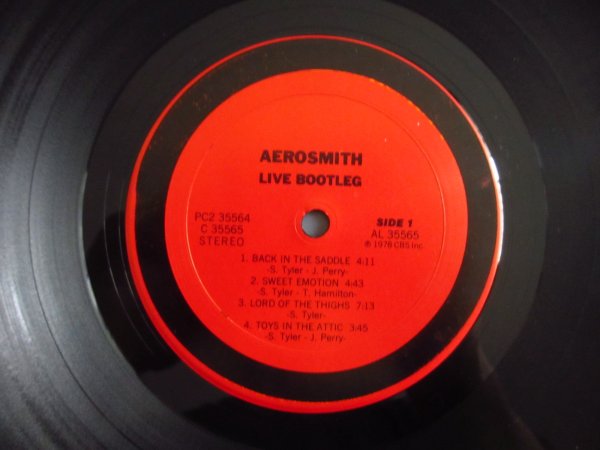 AEROSMITH
LIVE BOOTLEG
PC2 35564
C 35565
STEREO
SIDE 1
AL 35565
℗ 1978 CBS Inc.
1. BACK IN THE SADDLE 4:11
-S. Tyler - J. Perry-
2. SWEET EMOTION 4:43
-S. Tyler - T. Hamilton-
3. LORD OF THE THIGHS 7:13
-S. Tyler-
4. TOYS IN THE ATTIC 3:45
-S. Tyler - J. Perry-